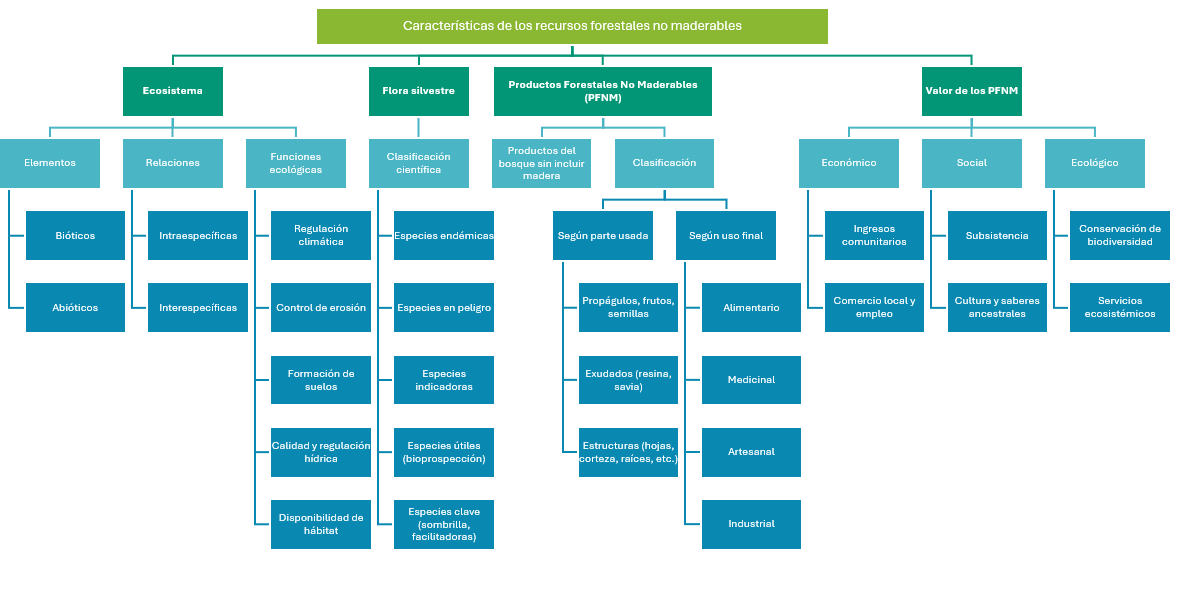 Características de los recursos forestales no maderables
Ecosistema
Flora silvestre
Productos Forestales No Maderables
(PFNM)
Valor de los PFNM
Elementos
Relaciones
Funciones
ecológicas
Clasificación
científica
Productos del
bosque sin incluir
madera
Clasificación
Económico
Social
Ecológico
Bióticos
Intraespecíficas
Regulación
climática
Especies endémicas
Según parte usada
Según uso final
Ingresos
comunitarios
Subsistencia
Conservación de
biodiversidad
Abióticos
Interespecíficas
Control de erosión
Especies en peligro
Propágulos, frutos,
semillas
Alimentario
Comercio local y
empleo
Cultura y saberes
ancestrales
Servicios
ecosistémicos
Formación de
suelos
Especies
indicadoras
Exudados (resina,
savia)
Medicinal
Calidad y regulación
hídrica
Especies útiles
(bioprospección)
Estructuras (hojas,
corteza, raíces, etc.)
Artesanal
Disponibilidad de
hábitat
Especies clave
(sombrilla,
facilitadoras)
Industrial